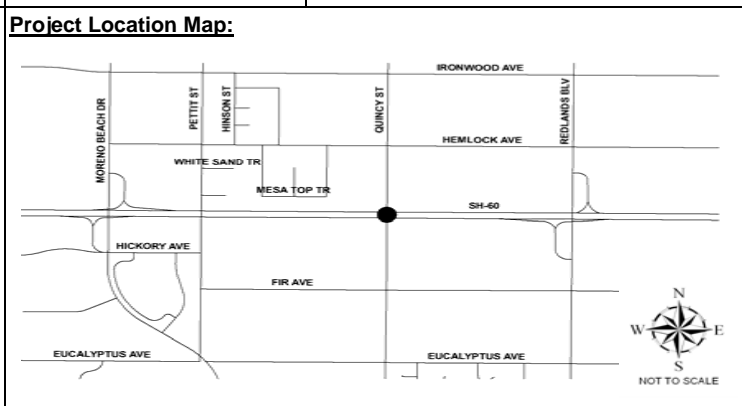 Project Location Map:
IRONWOOD AVE
MORENO BEACH DR
PETTIT ST
HINSON ST
QUINCY ST
REDLANDS BLV
HEMLOCK AVE
WHITE SAND TR
MESA TOP TR
SH-60
HICKORY AVE
FIR AVE
EUCALYPTUS AVE
EUCALYPTUS AVE
N
W E
S
NOT TO SCALE